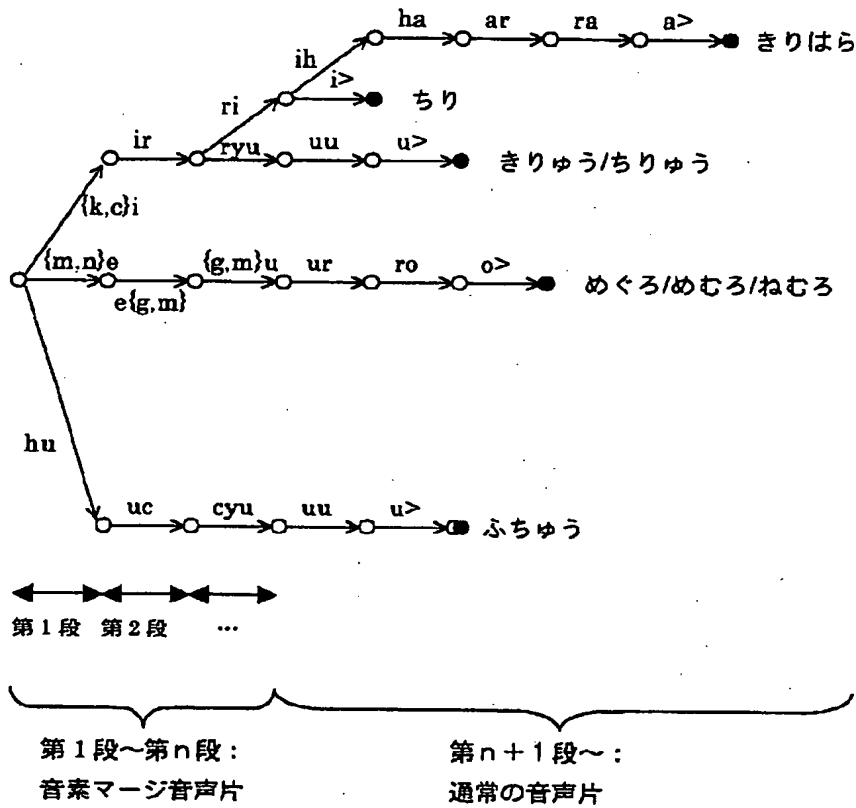 ha ar ra a> きりはら
ih
i> ちり
ri
ir ryu uu u> きりゅう/ちりゅう
{k,c}i
{m,n}e e{g,m} {g,m}u ur ro o> めぐろ/めむろ/ねむろ
hu
uc cyu uu u> ふちゅう
第1段 第2段 …
第1段~第n段:
音素マージ音声片
第n+1段~:
通常の音声片